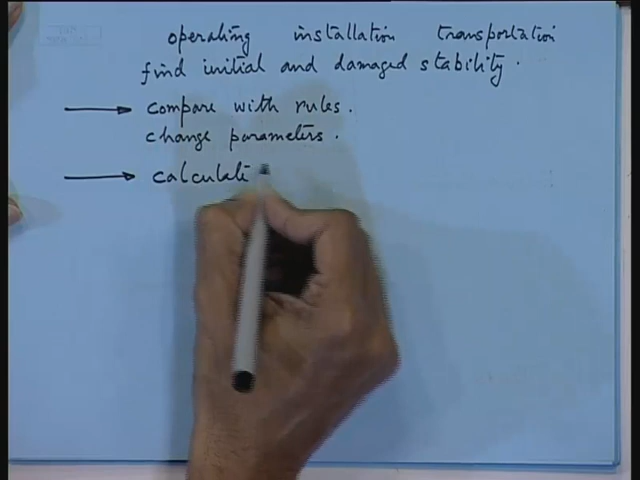 operating installation transportation
find initial and damaged stability.
compare with rules.
change parameters.
calculati